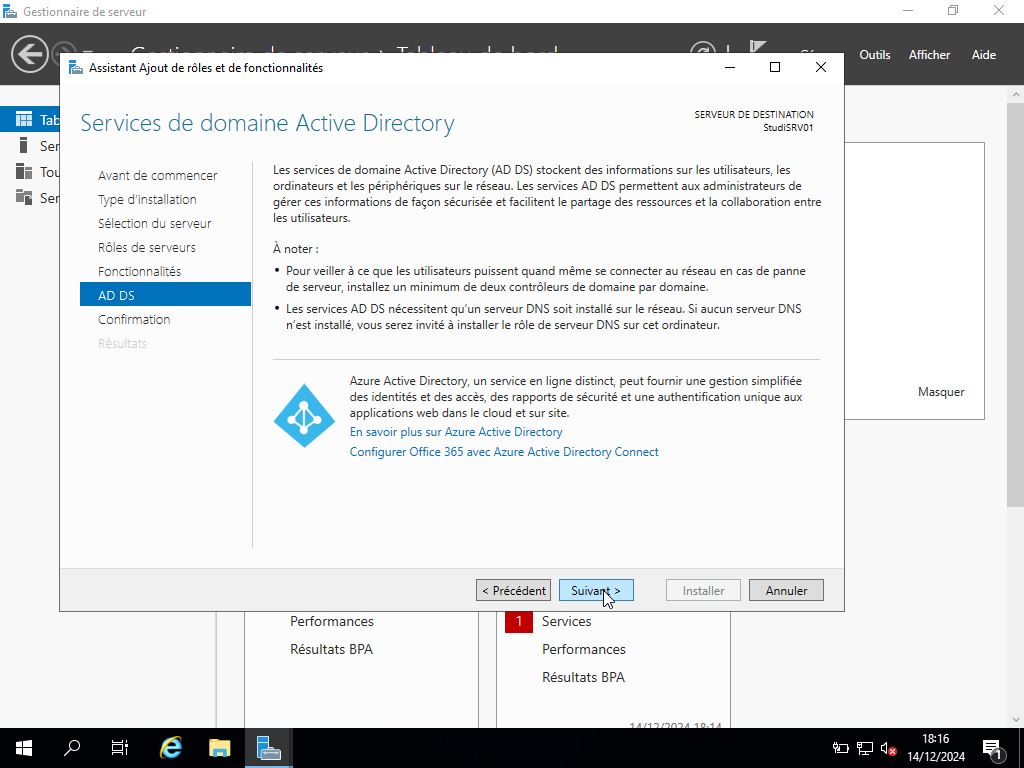 Gestionnaire de serveur
Outils Afficher Aide
Assistant Ajout de rôles et de fonctionnalités
Services de domaine Active Directory
SERVEUR DE DESTINATION
StudiSRV01
Avant de commencer
Type d'installation
Sélection du serveur
Rôles de serveurs
Fonctionnalités
AD DS
Confirmation
Résultats
Les services de domaine Active Directory (AD DS) stockent des informations sur les utilisateurs, les
ordinateurs et les périphériques sur le réseau. Les services AD DS permettent aux administrateurs de
gérer ces informations de façon sécurisée et facilitent le partage des ressources et la collaboration entre
les utilisateurs.
À noter :
• Pour veiller à ce que les utilisateurs puissent quand même se connecter au réseau en cas de panne
de serveur, installez un minimum de deux contrôleurs de domaine par domaine.
• Les services AD DS nécessitent qu'un serveur DNS soit installé sur le réseau. Si aucun serveur DNS
n'est installé, vous serez invité à installer le rôle de serveur DNS sur cet ordinateur.
Azure Active Directory, un service en ligne distinct, peut fournir une gestion simplifiée
des identités et des accès, des rapports de sécurité et une authentification unique aux
applications web dans le cloud et sur site.
En savoir plus sur Azure Active Directory
Configurer Office 365 avec Azure Active Directory Connect
< Précédent Suivant > Installer Annuler
Tab
Ser
Tou
Ser
Masquer
Performances
Résultats BPA
1 Services
Performances
Résultats BPA
14/12/2024 18:14
18:16
14/12/2024
1